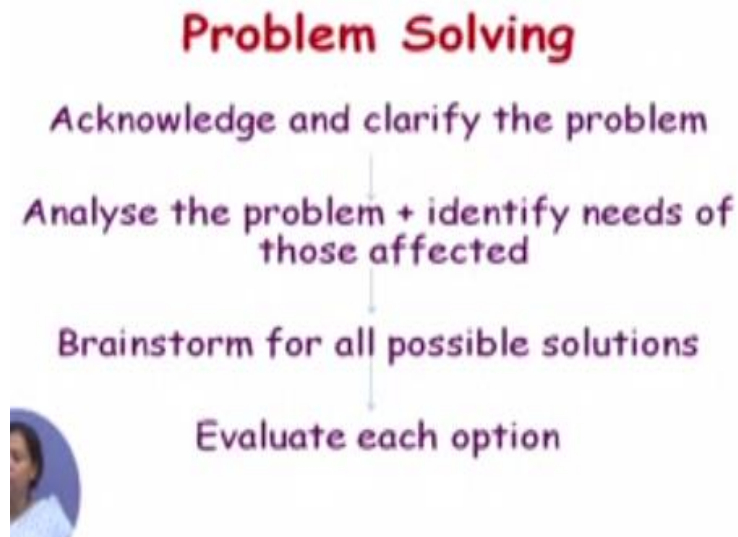 Problem Solving
Acknowledge and clarify the problem
Analyse the problem + identify needs of
those affected
Brainstorm for all possible solutions
Evaluate each option